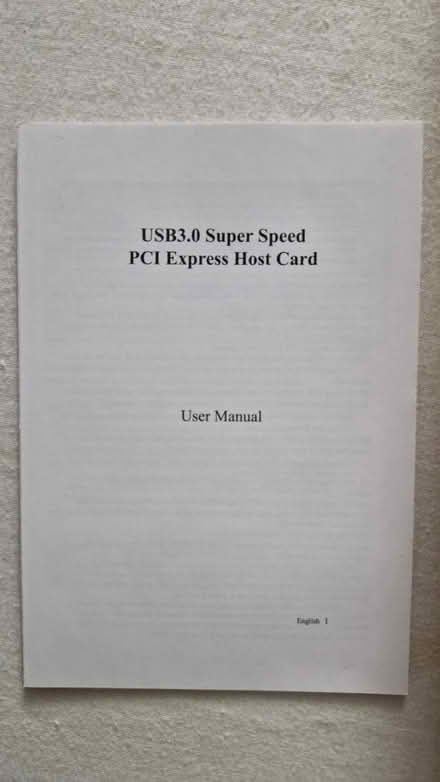 USB3.0 Super Speed
PCI Express Host Card
User Manual
English 1